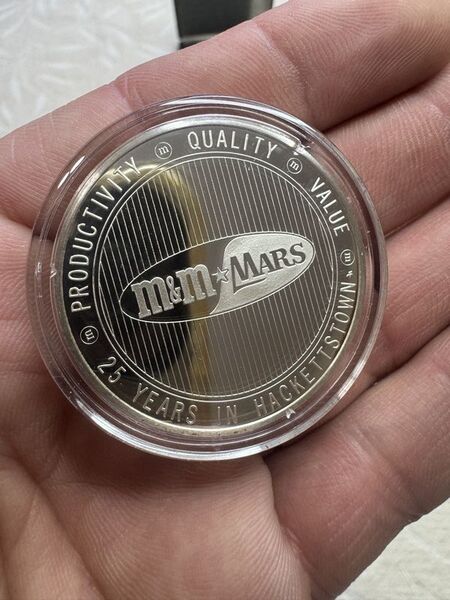 m PRODUCTIVITY m QUALITY m VALUE m
m&m★MARS
25 YEARS IN HACKETTSTOWN